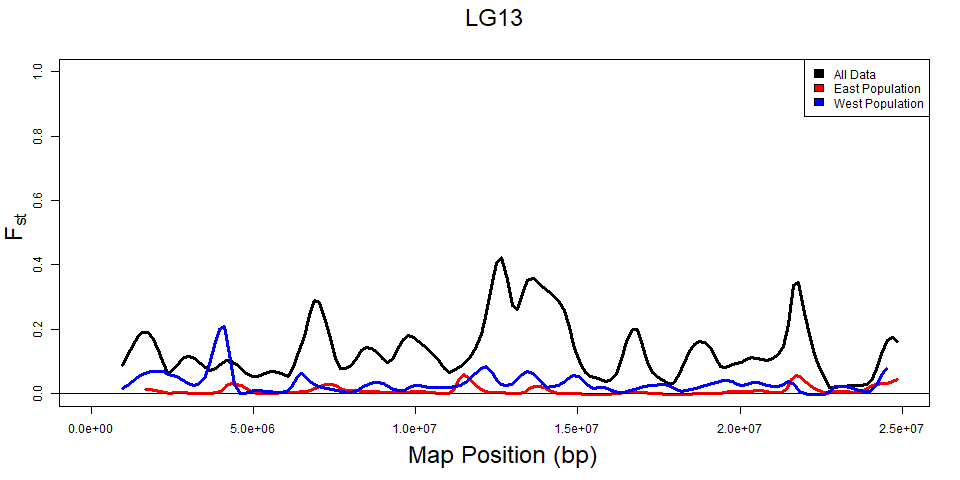 LG13
All Data
East Population
West Population
Fst
0.0
0.2
0.4
0.6
0.8
1.0
0.0e+00 5.0e+06 1.0e+07 1.5e+07 2.0e+07 2.5e+07
Map Position (bp)